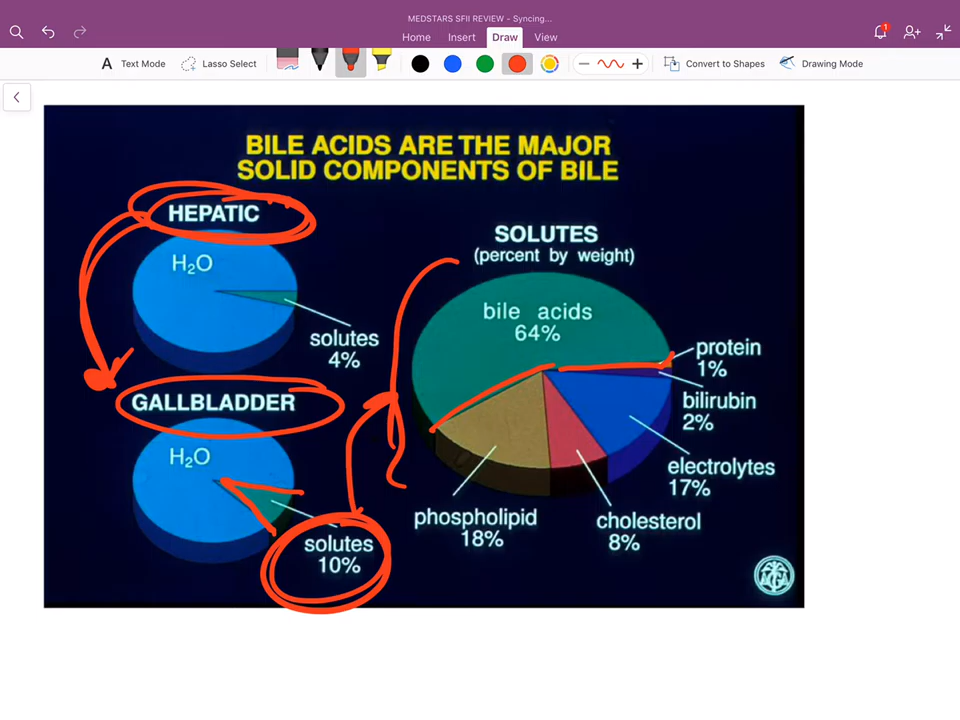 MEDSTARS SFII REVIEW - Syncing...
Home Insert Draw View
1
A Text Mode Lasso Select Convert to Shapes Drawing Mode
BILE ACIDS ARE THE MAJOR
SOLID COMPONENTS OF BILE
HEPATIC
H₂O
solutes
4%
GALLBLADDER
H₂O
solutes
10%
SOLUTES
(percent by weight)
bile acids
64%
protein
1%
bilirubin
2%
electrolytes
17%
cholesterol
8%
phospholipid
18%
AGA